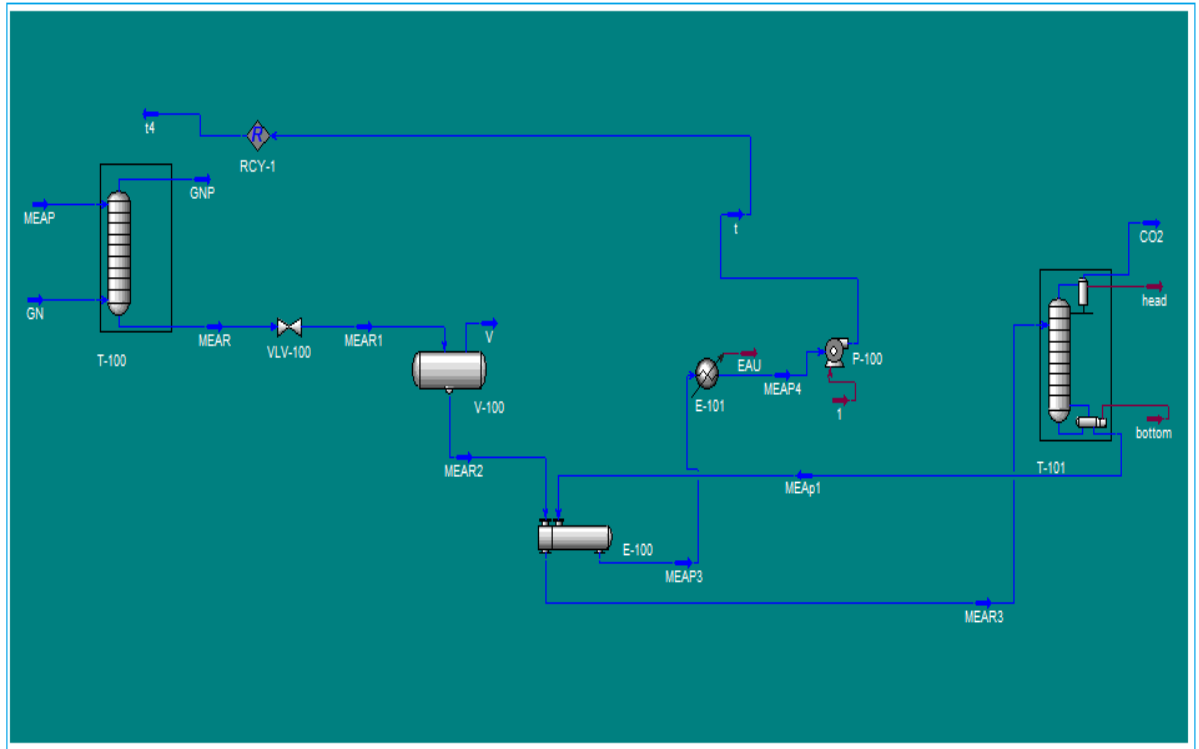 t4
R
RCY-1
GNP
MEAP
GN
T-100
MEAR
VLV-100
MEAR1
V
V-100
MEAR2
t
EAU
E-101
MEAP4
P-100
1
CO2
head
bottom
T-101
MEAp1
E-100
MEAP3
MEAR3